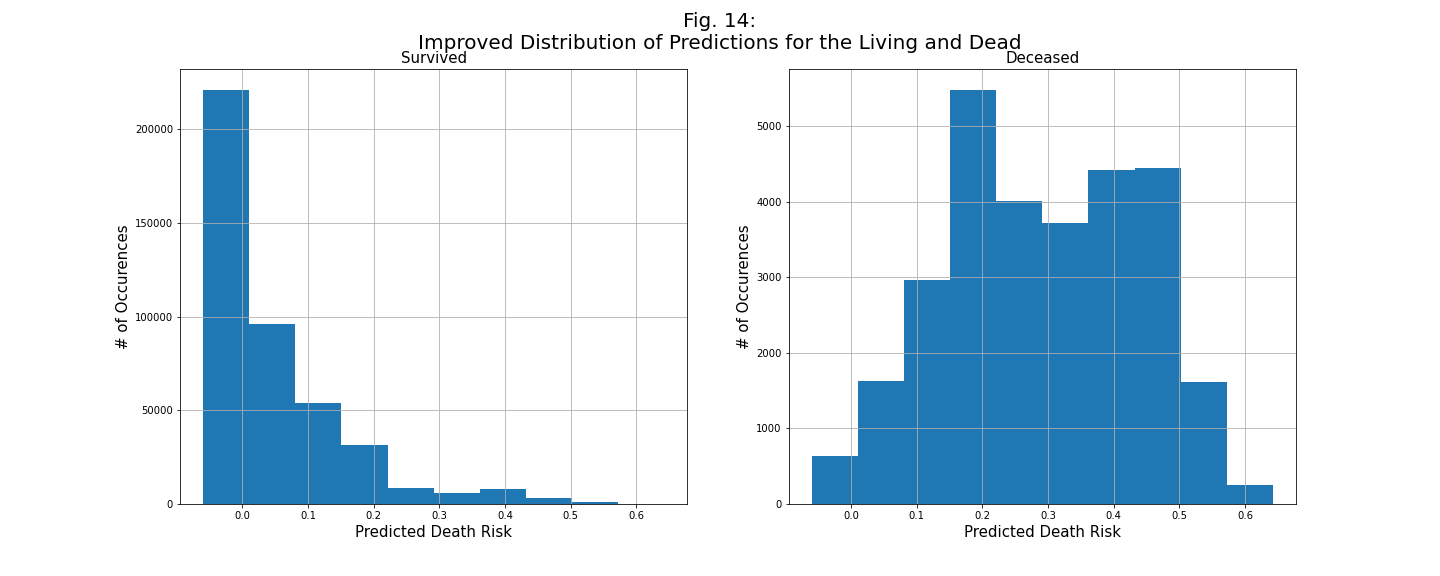 Fig. 14:
Improved Distribution of Predictions for the Living and Dead
Survived
# of Occurences
200000
150000
100000
50000
0
0.0 0.1 0.2 0.3 0.4 0.5 0.6
Predicted Death Risk
Deceased
# of Occurences
5000
4000
3000
2000
1000
0
0.0 0.1 0.2 0.3 0.4 0.5 0.6
Predicted Death Risk